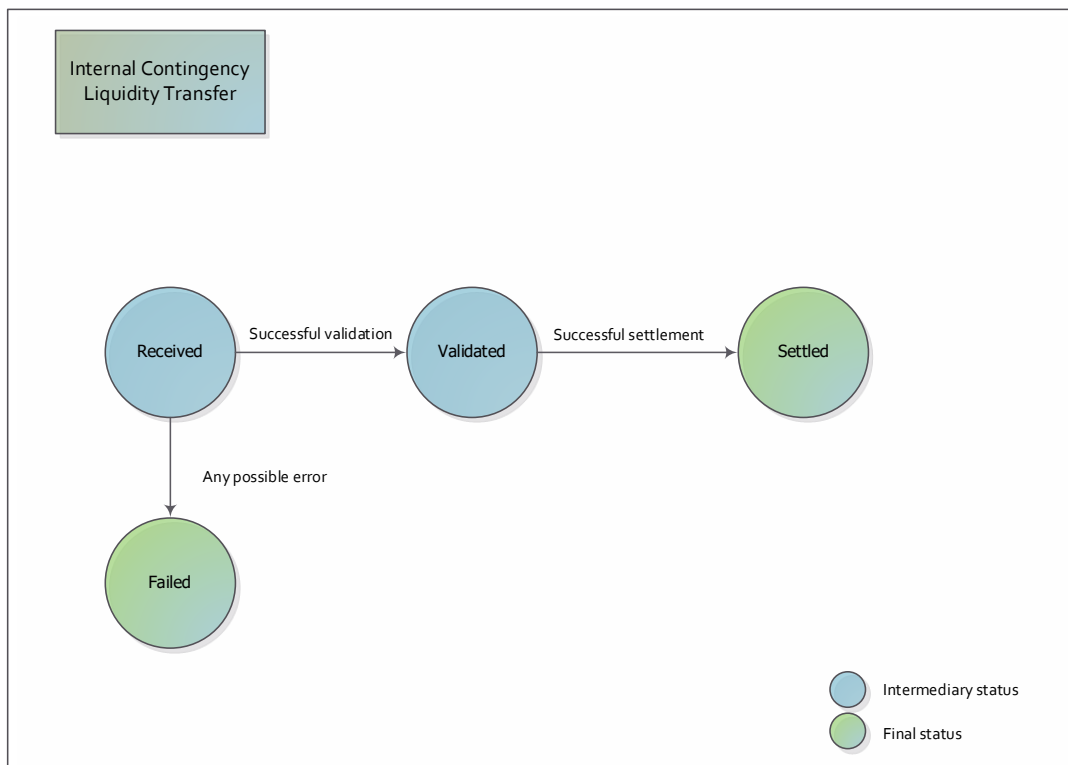 Internal Contingency
Liquidity Transfer
Received
Successful validation
Validated
Successful settlement
Settled
Any possible error
Failed
Intermediary status
Final status